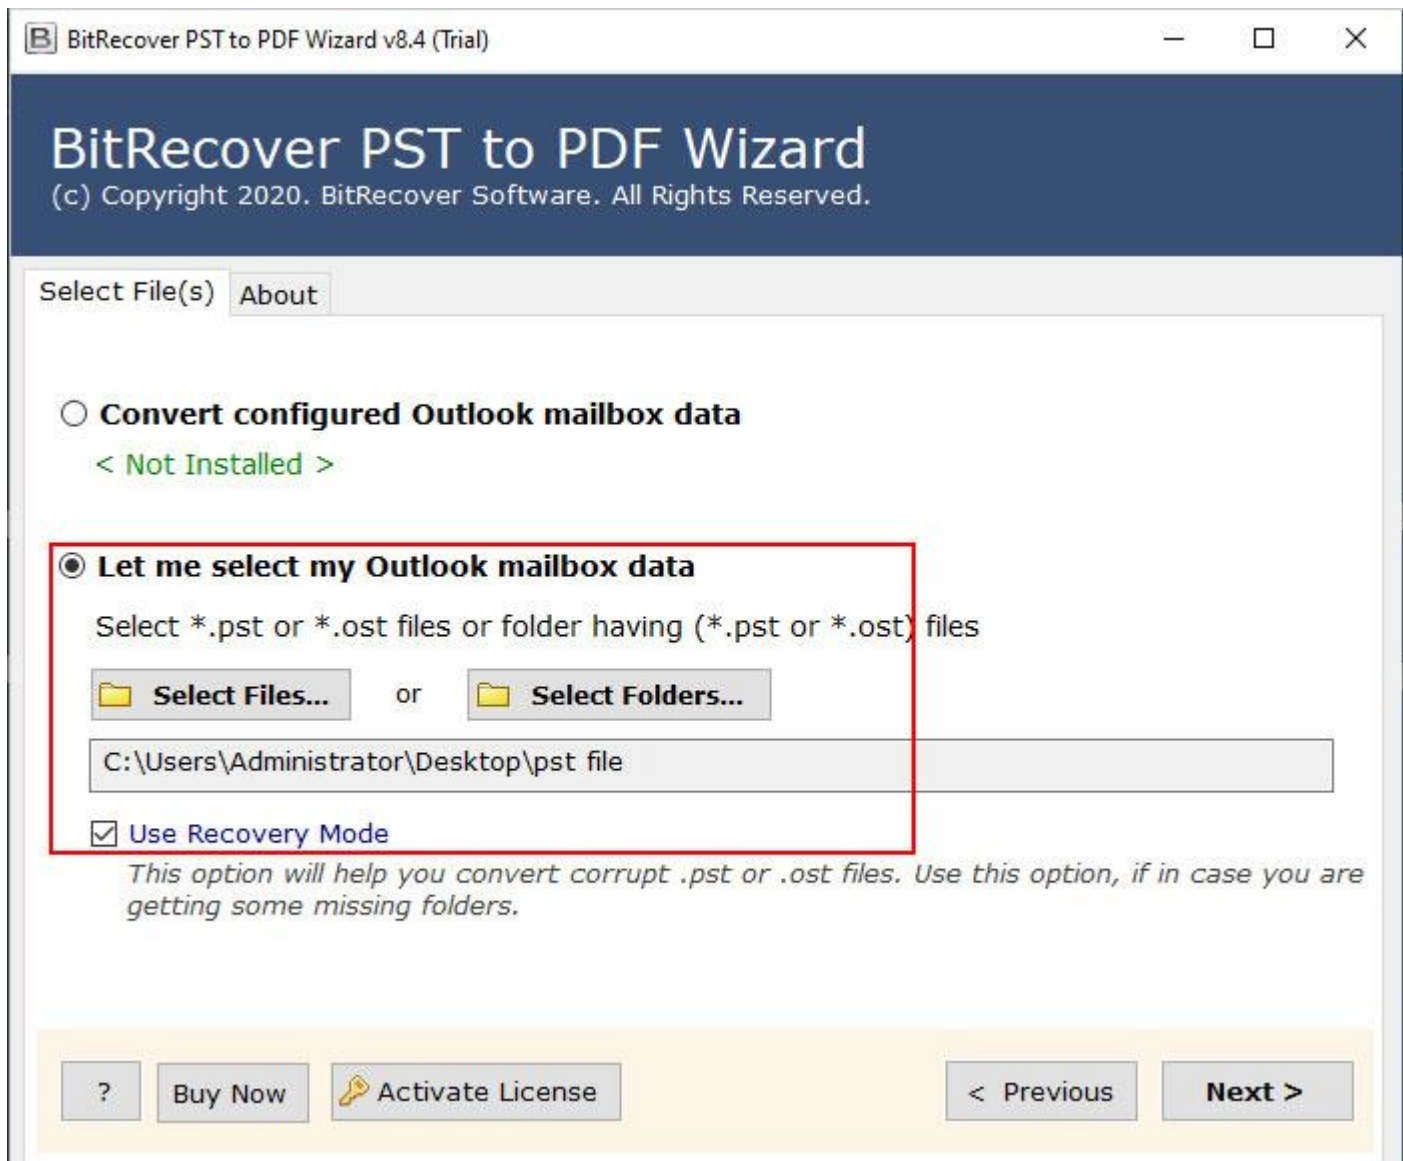 BitRecover PST to PDF Wizard v8.4 (Trial)
BitRecover PST to PDF Wizard
(c) Copyright 2020. BitRecover Software. All Rights Reserved.
Select File(s) About
Convert configured Outlook mailbox data
< Not Installed >
Let me select my Outlook mailbox data
Select *.pst or *.ost files or folder having (*.pst or *.ost) files
Select Files... or Select Folders...
C:\Users\Administrator\Desktop\pst file
Use Recovery Mode
This option will help you convert corrupt .pst or .ost files. Use this option, if in case you are
getting some missing folders.
? Buy Now Activate License < Previous Next >